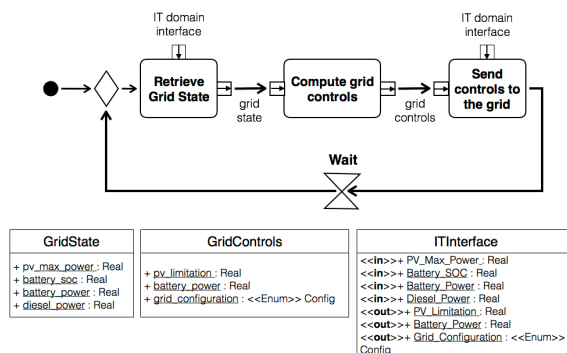 IT domain
interface
IT domain
interface
Retrieve
Grid State
grid
state
Compute grid
controls
grid
controls
Send
controls to
the grid
Wait
GridState
+ pv_max_power : Real
+ battery_soc : Real
+ battery_power : Real
+ diesel_power : Real
GridControls
+ pv_limitation : Real
+ battery_power : Real
+ grid_configuration : <<Enum>> Config
ITInterface
<<in>>+ PV_Max_Power : Real
<<in>>+ Battery_SOC : Real
<<in>>+ Battery_Power : Real
<<in>>+ Diesel_Power : Real
<<out>>+ PV_Limitation : Real
<<out>>+ Battery_Power : Real
<<out>>+ Grid_Configuration : <<Enum>>
Config